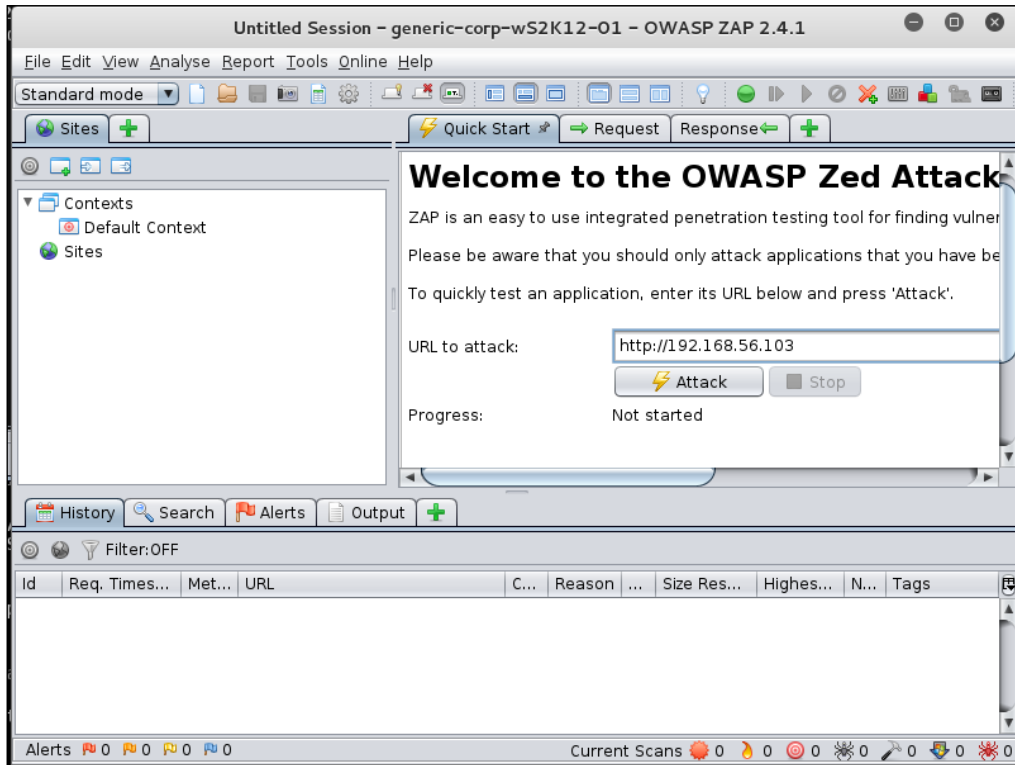 Untitled Session – generic-corp-wS2K12-01 – OWASP ZAP 2.4.1
File Edit View Analyse Report Tools Online Help
Standard mode
Sites
Quick Start
Request
Response
Welcome to the OWASP Zed Attack
ZAP is an easy to use integrated penetration testing tool for finding vulner
Please be aware that you should only attack applications that you have be
To quickly test an application, enter its URL below and press 'Attack'.
Contexts
Default Context
Sites
URL to attack:
http://192.168.56.103
Attack
Stop
Progress:
Not started
History
Search
Alerts
Output
Filter:OFF
Id Req. Times... Met... URL C... Reason ... Size Res... Highes... N... Tags
Alerts 0 0 0 0
Current Scans 0 0 0 0 0 0 0